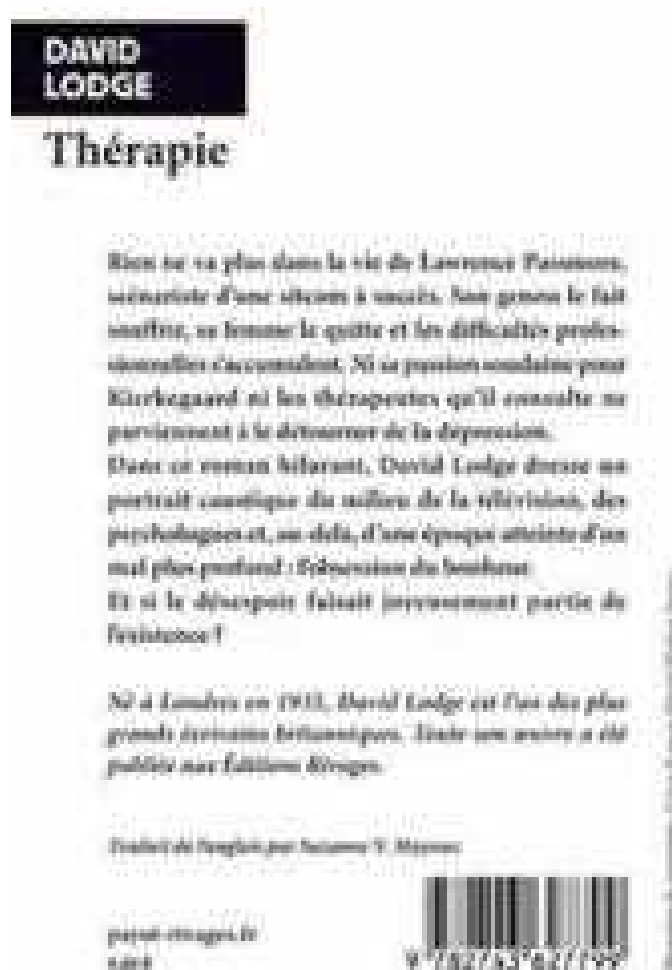 DAVID
LODGE
Thérapie
Rien ne va plus dans la vie de Lawrence Passmore,
scénariste d'une sitcom à succès. Son genou le fait
souffrir, sa femme le quitte et les difficultés profes-
sionnelles s'accumulent. Ni sa passion soudaine pour
Kierkegaard ni les thérapeutes qu'il consulte ne
parviennent à le détourner de la dépression.
Dans ce roman hilarant, David Lodge dresse un
portrait caustique du milieu de la télévision, des
psychologues et, au-delà, d'une époque atteinte d'un
mal plus profond : l'obsession du bonheur.
Et si le désespoir faisait joyeusement partie de
l'existence ?
Né à Londres en 1935, David Lodge est l'un des plus
grands écrivains britanniques. Toute son œuvre a été
publiée aux Éditions Rivages.
Traduit de l'anglais par Suzanne V. Mayoux
payot-rivages.fr